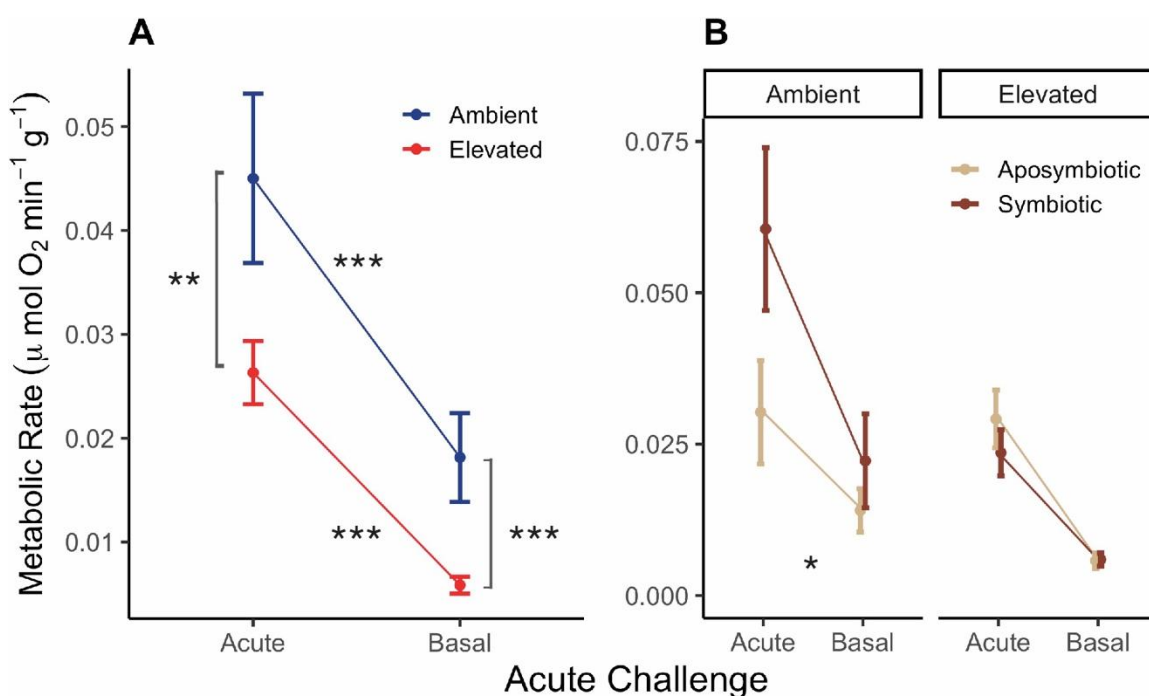 A
B
Metabolic Rate (μ mol O₂ min⁻¹ g⁻¹)
0.05
0.04
0.03
0.02
0.01
Ambient
Elevated
**
***
***
***
Acute
Basal
Ambient
Elevated
0.075
0.050
0.025
0.000
Aposymbiotic
Symbiotic
*
Acute
Basal
Acute
Basal
Acute Challenge